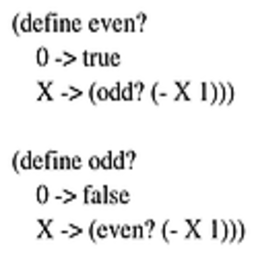 (define even?
0 -> true
X -> (odd? (- X 1)))
(define odd?
0 -> false
X -> (even? (- X 1)))